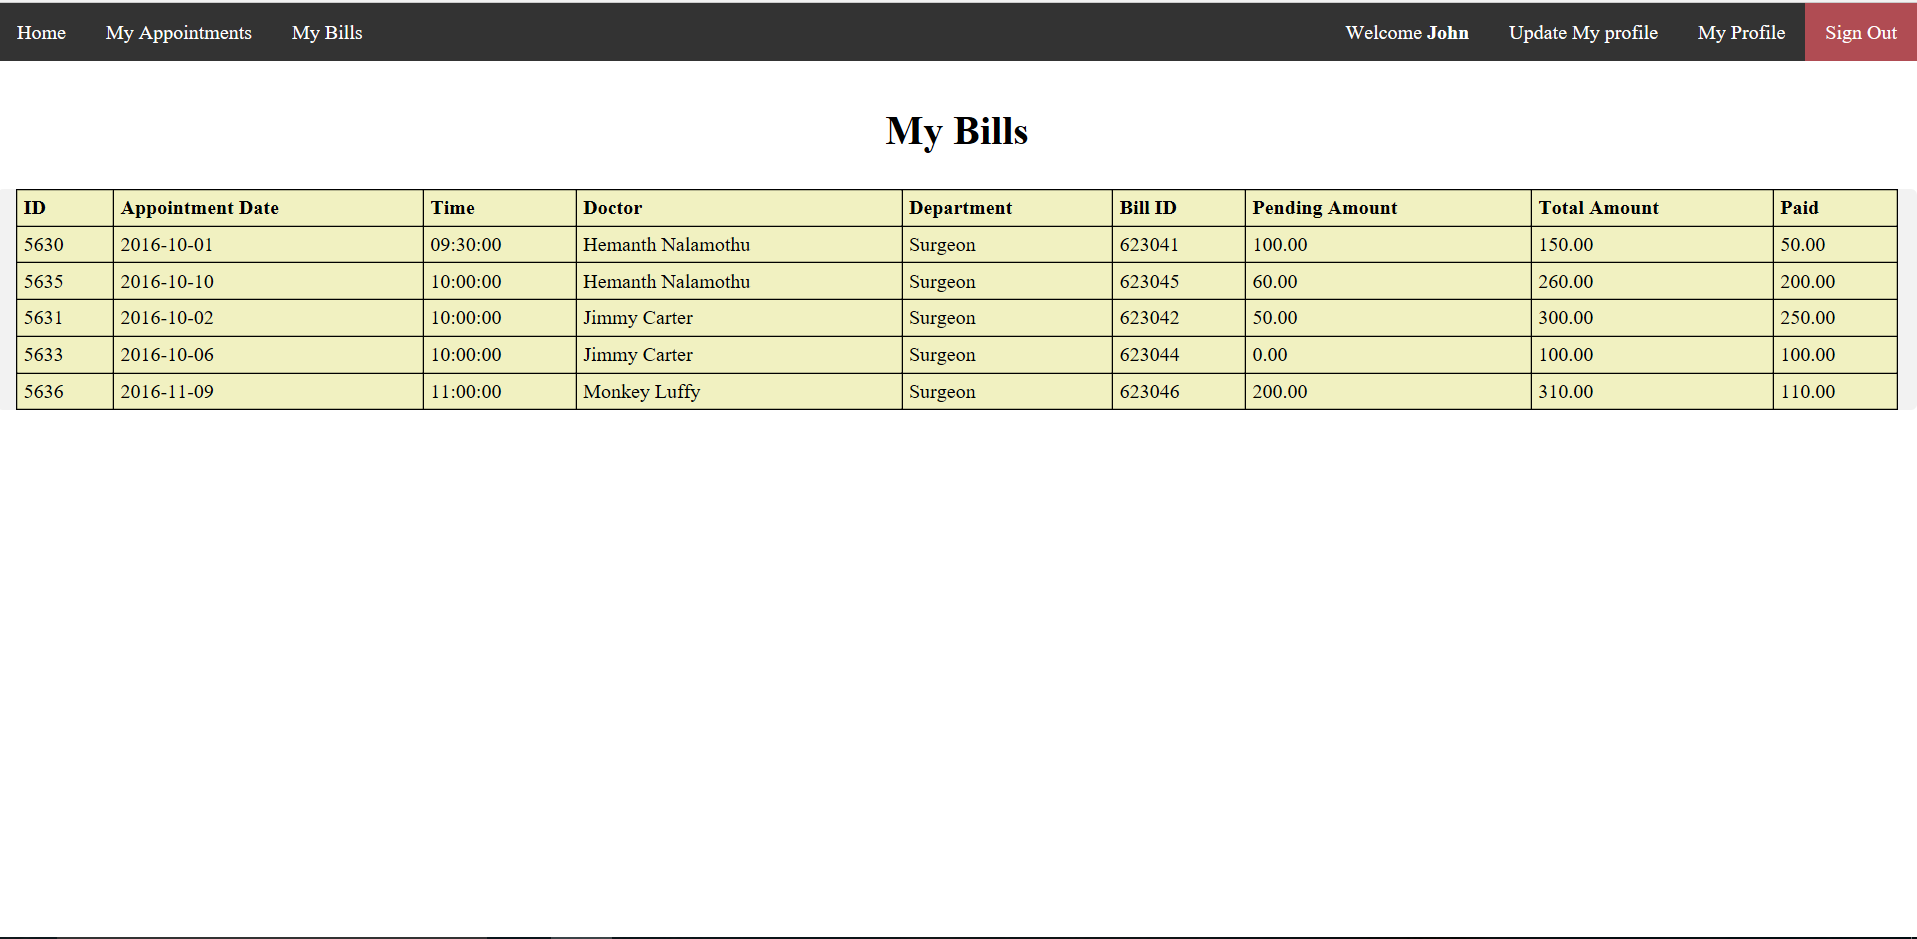 Home My Appointments My Bills Welcome John Update My profile My Profile Sign Out
My Bills
ID Appointment Date Time Doctor Department Bill ID Pending Amount Total Amount Paid
5630 2016-10-01 09:30:00 Hemanth Nalamothu Surgeon 623041 100.00 150.00 50.00
5635 2016-10-10 10:00:00 Hemanth Nalamothu Surgeon 623045 60.00 260.00 200.00
5631 2016-10-02 10:00:00 Jimmy Carter Surgeon 623042 50.00 300.00 250.00
5633 2016-10-06 10:00:00 Jimmy Carter Surgeon 623044 0.00 100.00 100.00
5636 2016-11-09 11:00:00 Monkey Luffy Surgeon 623046 200.00 310.00 110.00